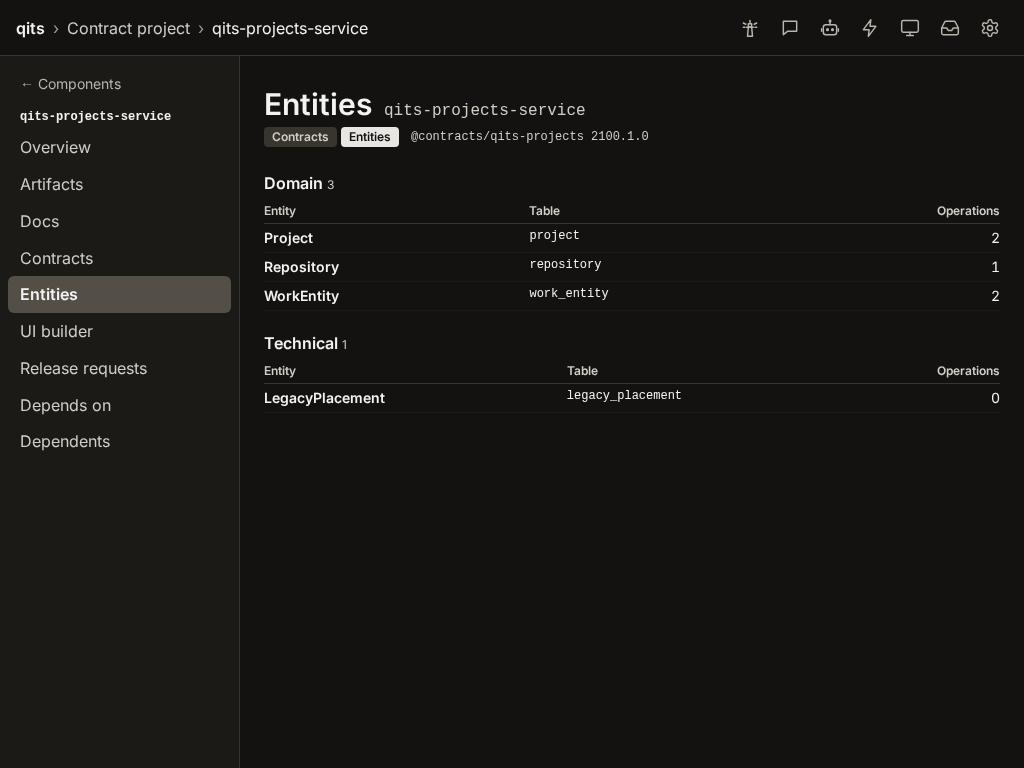 qits › Contract project › qits-projects-service
← Components
qits-projects-service
Overview
Artifacts
Docs
Contracts
Entities
UI builder
Release requests
Depends on
Dependents
Entities qits-projects-service
Contracts Entities @contracts/qits-projects 2100.1.0
Domain 3
Entity Table Operations
Project project 2
Repository repository 1
WorkEntity work_entity 2
Technical 1
Entity Table Operations
LegacyPlacement legacy_placement 0